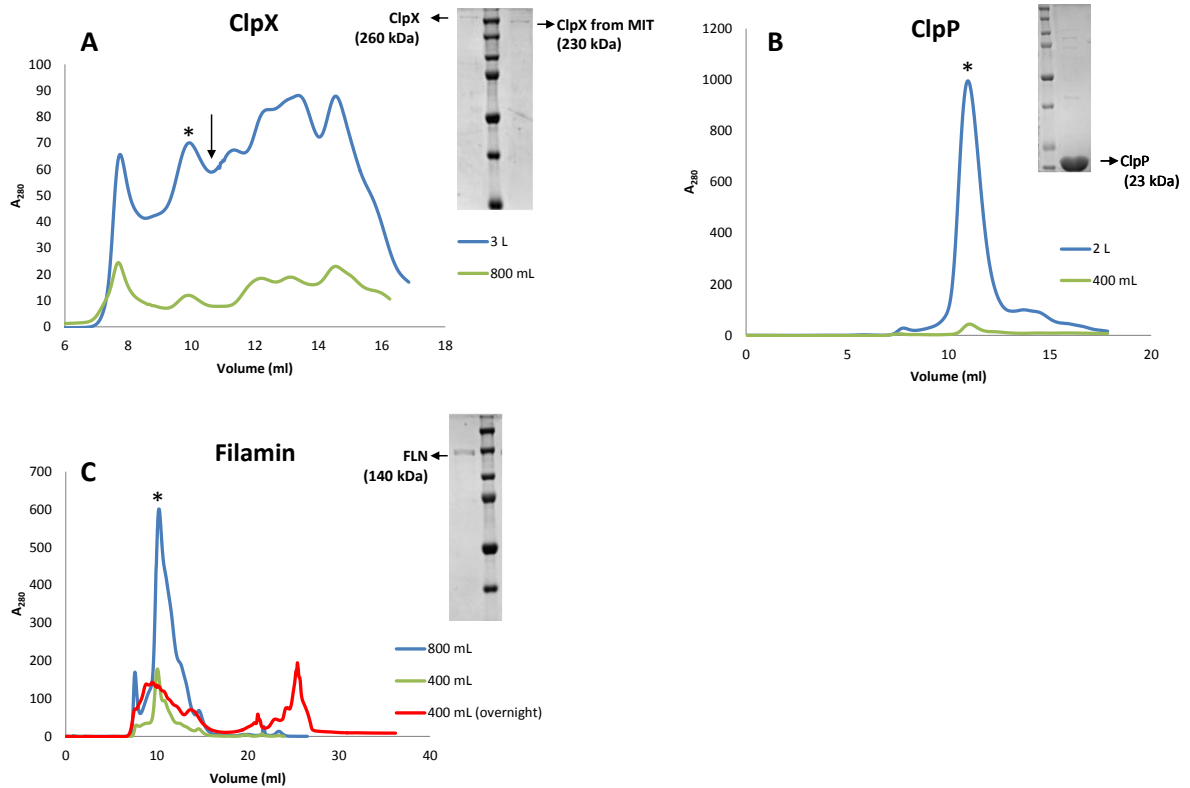 A
ClpX
ClpX
(260 kDa)
ClpX from MIT
(230 kDa)
100
90
80
70
60
50
40
30
20
10
0
A280
*
6 8 10 12 14 16 18
Volume (ml)
3 L
800 mL
B
ClpP
1200
1000
800
600
400
200
0
A280
*
ClpP
(23 kDa)
2 L
400 mL
0 5 10 15 20
Volume (ml)
C
Filamin
FLN
(140 kDa)
700
600
500
400
300
200
100
0
A280
*
800 mL
400 mL
400 mL (overnight)
0 10 20 30 40
Volume (ml)